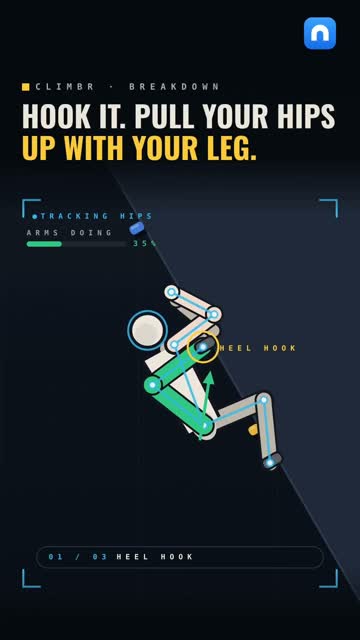 CLIMBR · BREAKDOWN
HOOK IT. PULL YOUR HIPS
UP WITH YOUR LEG.
TRACKING HIPS
ARMS DOING
35%
HEEL HOOK
01 / 03 HEEL HOOK